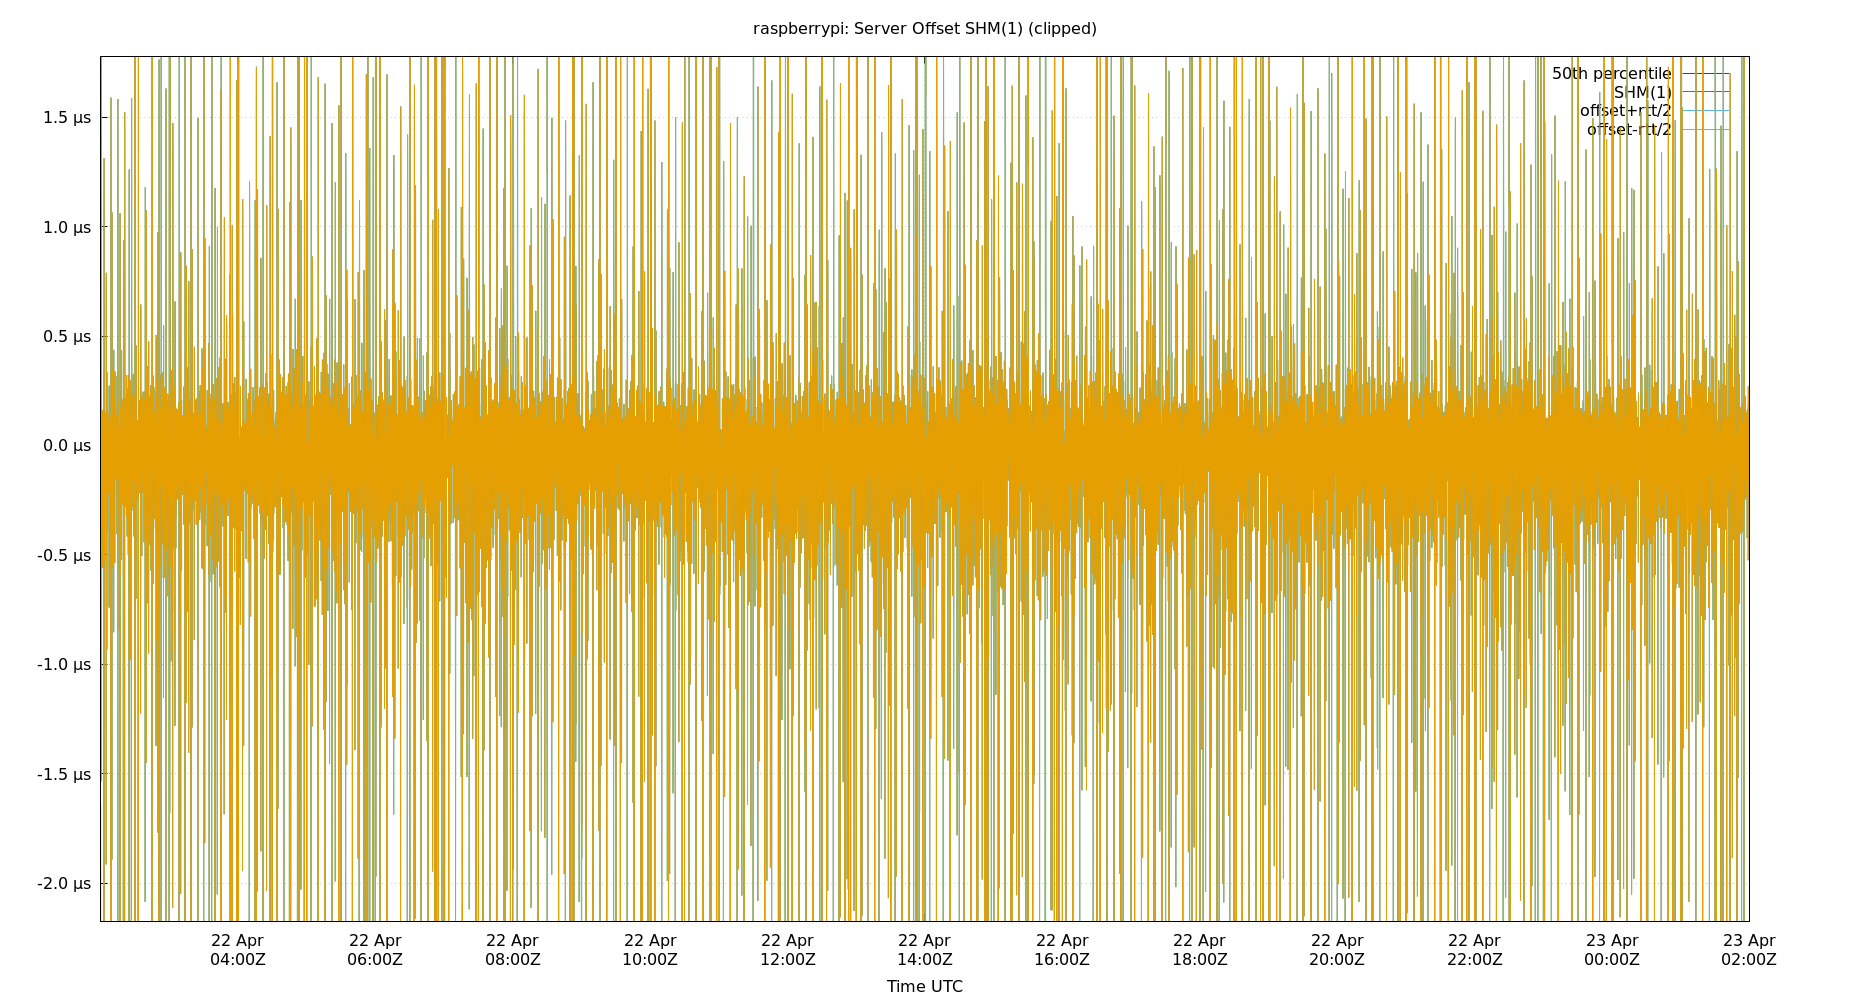 raspberrypi: Server Offset SHM(1) (clipped)
50th percentile
SHM(1)
offset+rtt/2
offset-rtt/2
1.5 µs
1.0 µs
0.5 µs
0.0 µs
-0.5 µs
-1.0 µs
-1.5 µs
-2.0 µs
22 Apr 22 Apr 22 Apr 22 Apr 22 Apr 22 Apr 22 Apr 22 Apr 22 Apr 22 Apr 23 Apr 23 Apr
04:00Z 06:00Z 08:00Z 10:00Z 12:00Z 14:00Z 16:00Z 18:00Z 20:00Z 22:00Z 00:00Z 02:00Z
Time UTC